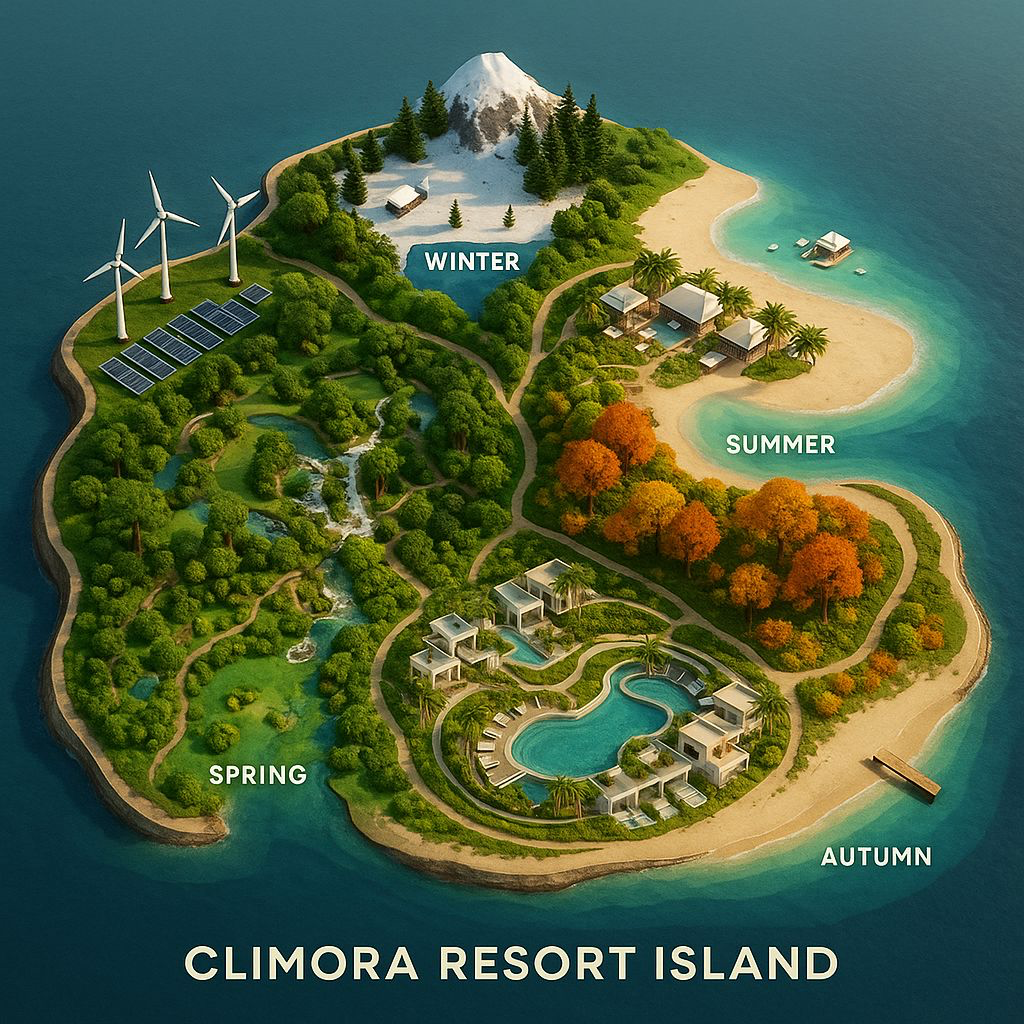 WINTER
SUMMER
SPRING
AUTUMN
CLIMORA RESORT ISLAND